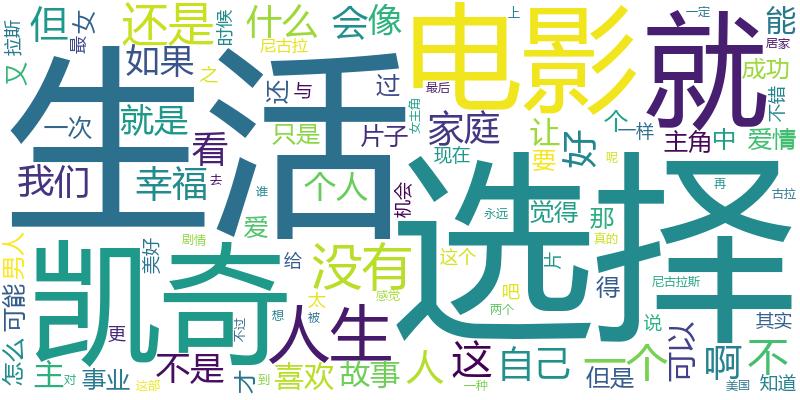 上
一定
拉斯
但
女
最
还是
时候
什么
会
像
电影
就
能
居家
尼古拉
又
如果
之
还
与
过
最后
女主角
成功
不错
生活
一次
就是
看
只是
片子
家庭
让
个
一样
主角
中
爱情
好
我们
幸福
去
个人
谁
机会
现在
要
呢
再
古拉
选择
爱
永远
觉得
那
男人
剧情
美好
给
没有
这个
片
真的
得
尼古拉斯
凯奇
太
感觉
吧
两个
说
其实
可能
更
不过
想
被
人生
怎么
主
对
事业
这部
不是
才
到
喜欢
故事
人
这
一种
自己
一个
但是
可以
啊
美国
不
知道